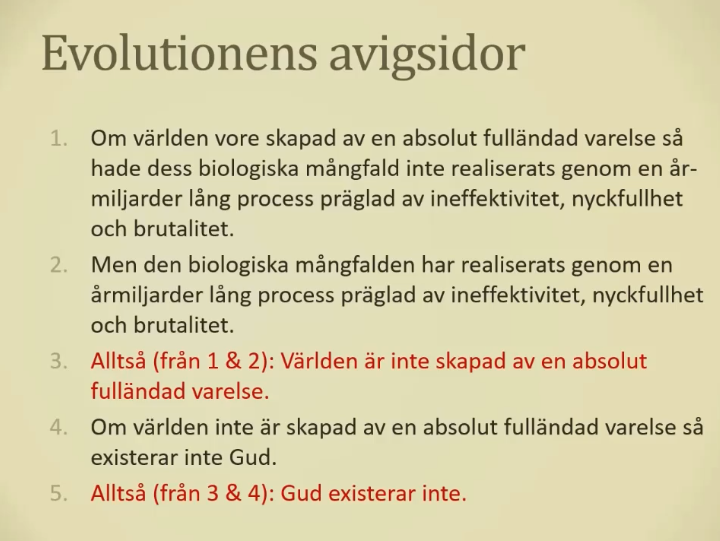 Evolutionens avigsidor
1. Om världen vore skapad av en absolut fulländad varelse så
hade dess biologiska mångfald inte realiserats genom en år-
miljarder lång process präglad av ineffektivitet, nyckfullhet
och brutalitet.
2. Men den biologiska mångfalden har realiserats genom en
årmiljarder lång process präglad av ineffektivitet, nyckfullhet
och brutalitet.
3. Alltså (från 1 & 2): Världen är inte skapad av en absolut
fulländad varelse.
4. Om världen inte är skapad av en absolut fulländad varelse så
existerar inte Gud.
5. Alltså (från 3 & 4): Gud existerar inte.